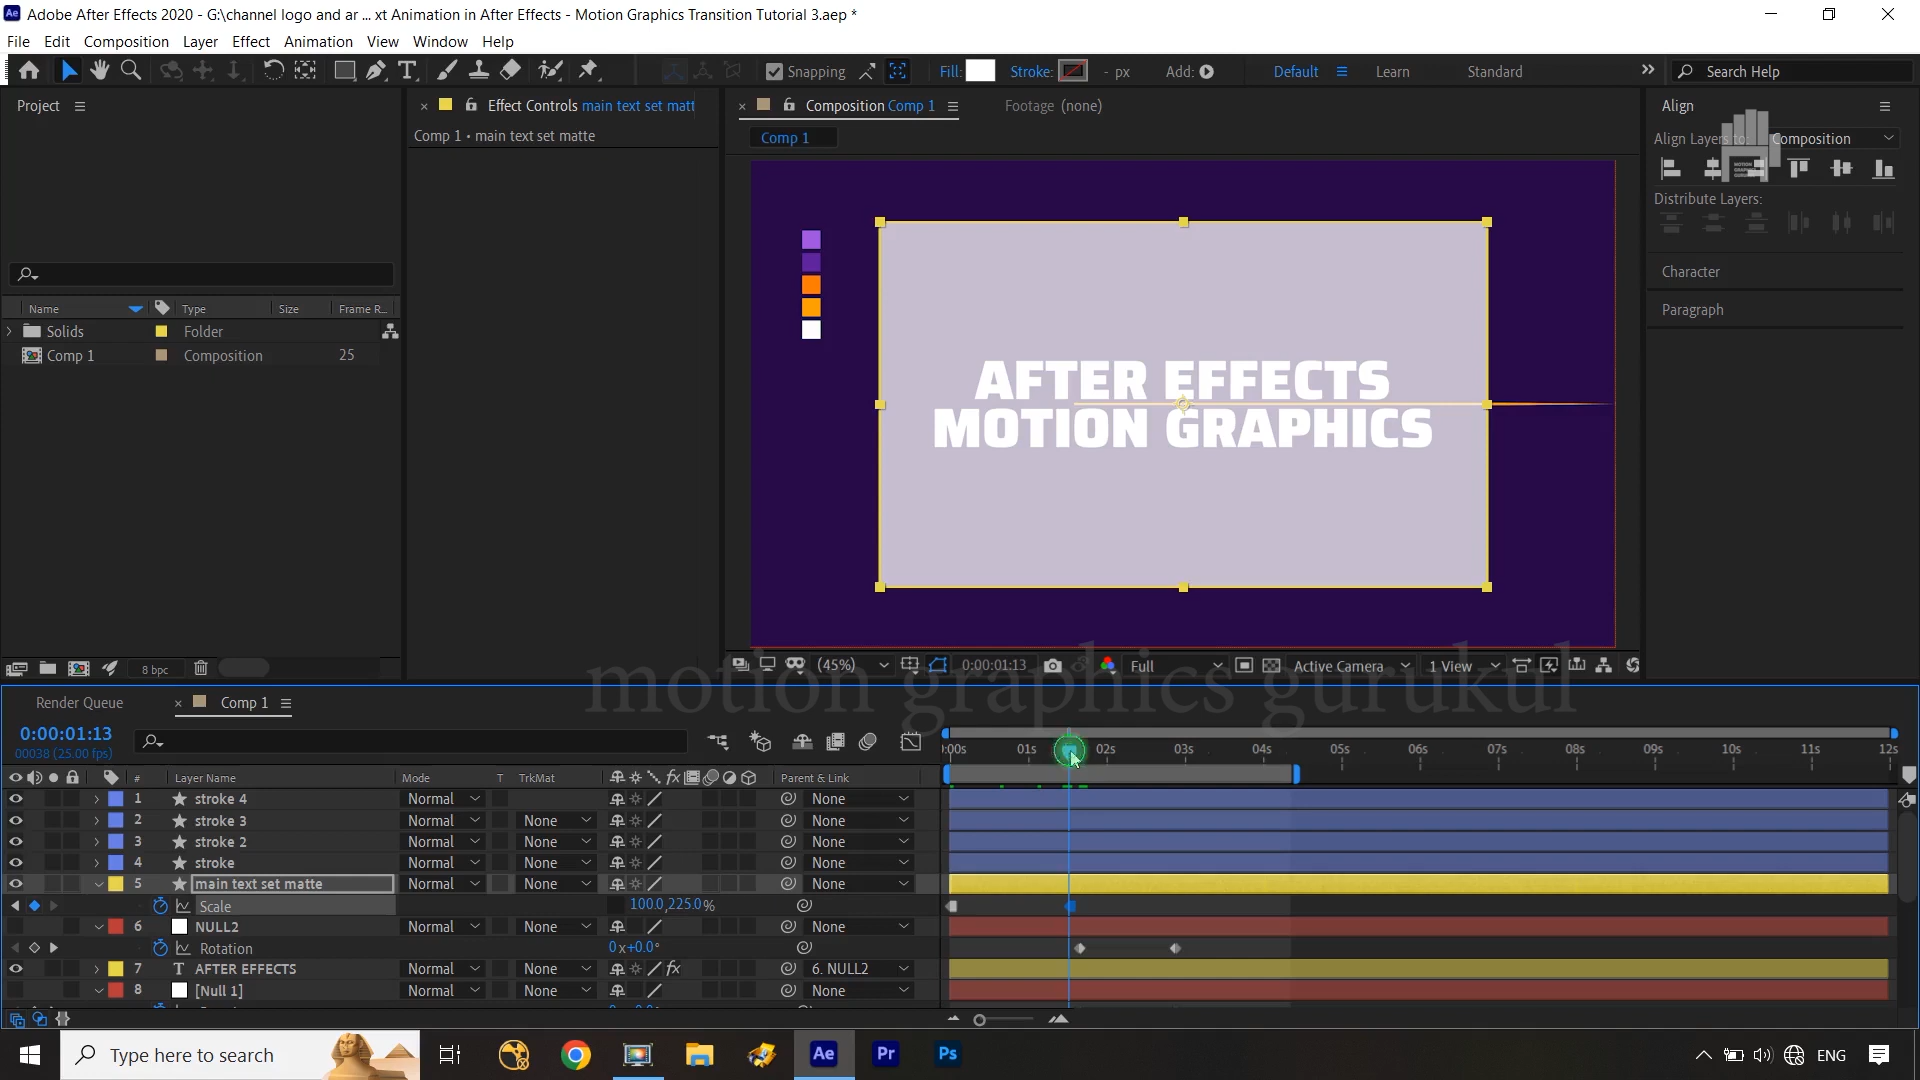 Adobe After Effects 2020 - G:\channel logo and ar ... xt Animation in After Effects - Motion Graphics Transition Tutorial 3.aep *
File Edit Composition Layer Effect Animation View Window Help
Snapping Fill: Stroke: - px Add: Default Learn Standard Search Help
Project
Effect Controls main text set matt
Comp 1 • main text set matte
Composition Comp 1 Footage (none)
Comp 1
Align
Align Layers to: Composition
Distribute Layers:
Character
Paragraph
Name Type Size Frame R...
Solids Folder
Comp 1 Composition 25
AFTER EFFECTS
MOTION GRAPHICS
8 bpc
(45%) 0:00:01:13 Full Active Camera 1 View
motion graphics gurukul
Render Queue Comp 1
0:00:01:13
00038 (25.00 fps)
):00s 01s 02s 03s 04s 05s 06s 07s 08s 09s 10s 11s 12s
# Layer Name Mode T TrkMat Parent & Link
1 stroke 4 Normal None
2 stroke 3 Normal None None
3 stroke 2 Normal None None
4 stroke Normal None None
5 main text set matte Normal None None
Scale 100.0,225.0%
6 NULL2 Normal None None
Rotation 0x+0.0°
7 T AFTER EFFECTS Normal None 6. NULL2
8 [Null 1] Normal None None
Type here to search Ae Pr Ps ENG